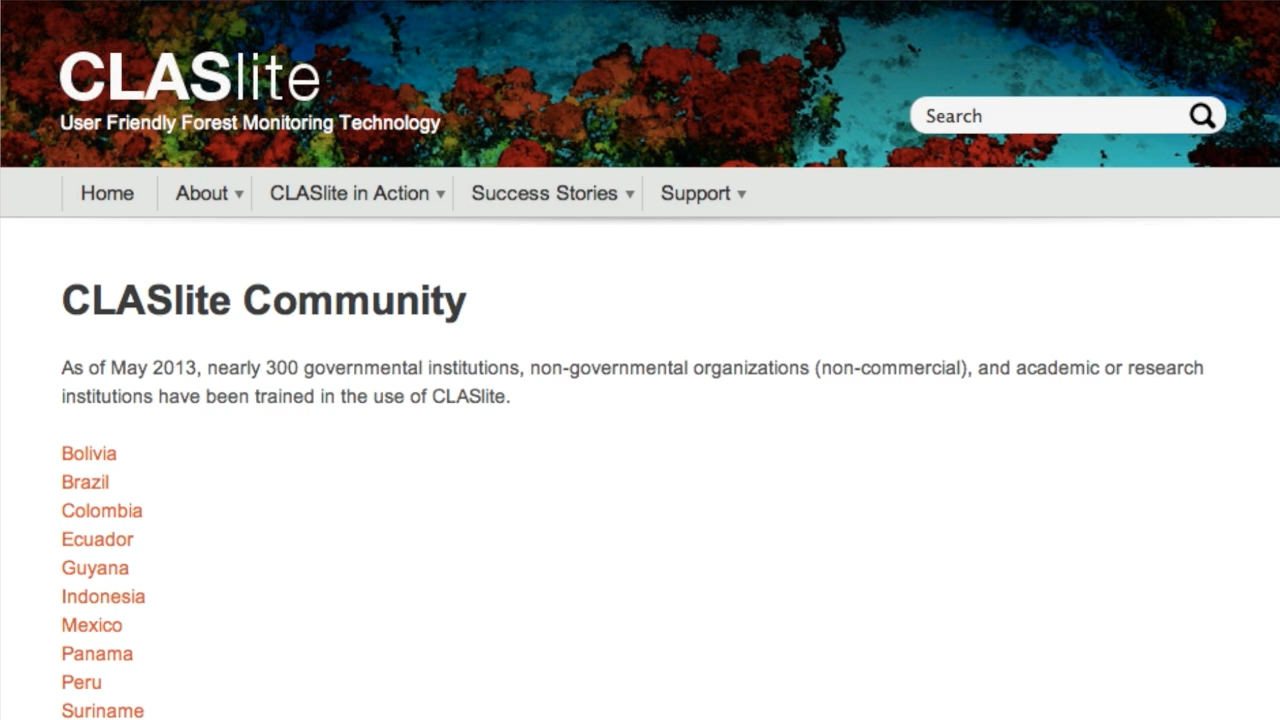 CLASlite
User Friendly Forest Monitoring Technology
Search
Home About CLASlite in Action Success Stories Support
CLASlite Community
As of May 2013, nearly 300 governmental institutions, non-governmental organizations (non-commercial), and academic or research
institutions have been trained in the use of CLASlite.
Bolivia
Brazil
Colombia
Ecuador
Guyana
Indonesia
Mexico
Panama
Peru
Suriname